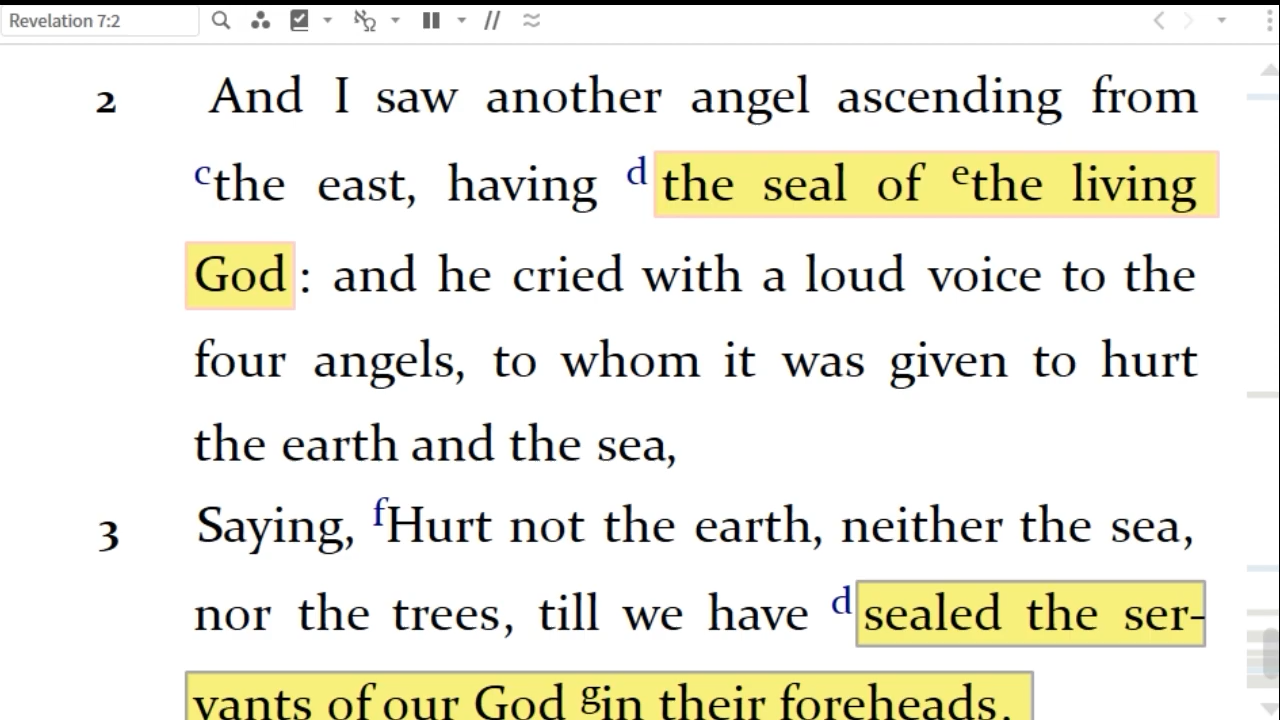 Revelation 7:2
2 And I saw another angel ascending from
cthe east, having d the seal of ethe living
God : and he cried with a loud voice to the
four angels, to whom it was given to hurt
the earth and the sea,
3 Saying, fHurt not the earth, neither the sea,
nor the trees, till we have d sealed the ser-
vants of our God gin their foreheads.